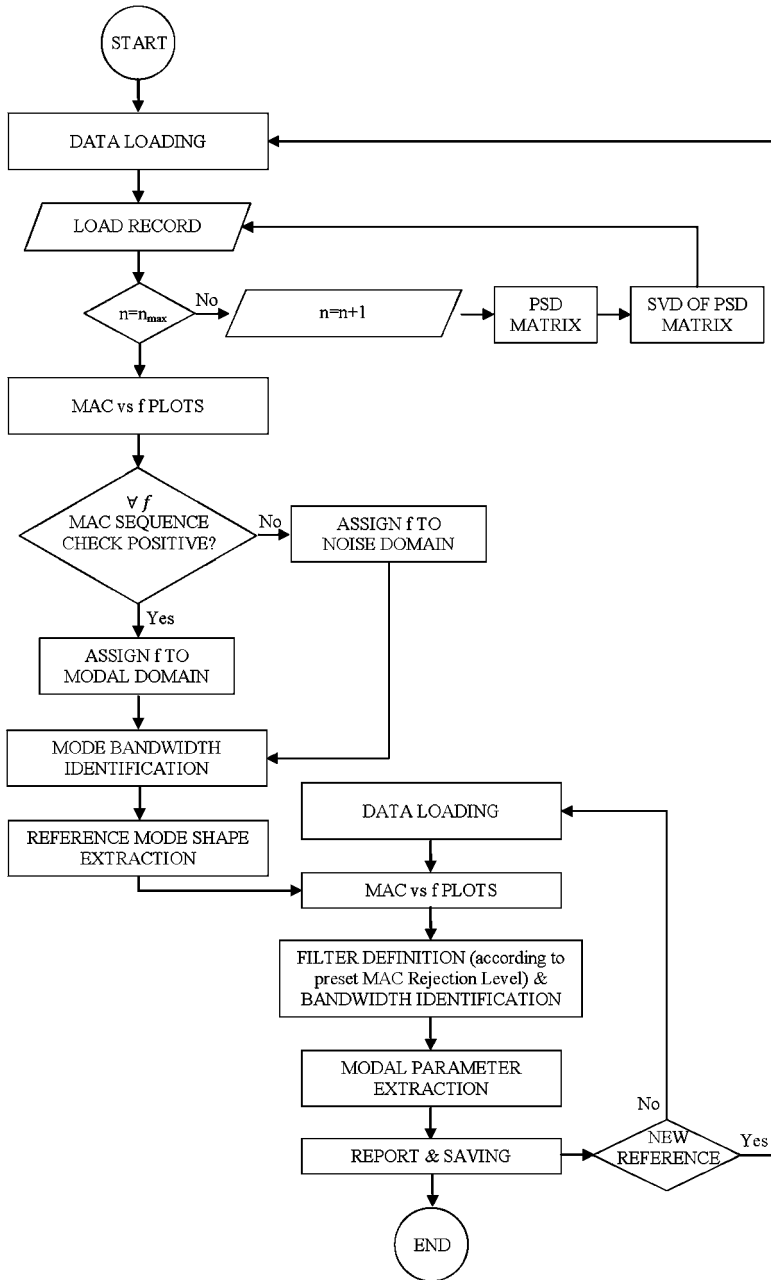 START
DATA LOADING
LOAD RECORD
n=nmax
No
n=n+1
PSD
MATRIX
SVD OF PSD
MATRIX
MAC vs f PLOTS
∀ f
MAC SEQUENCE
CHECK POSITIVE?
No
ASSIGN f TO
NOISE DOMAIN
Yes
ASSIGN f TO
MODAL DOMAIN
MODE BANDWIDTH
IDENTIFICATION
REFERENCE MODE SHAPE
EXTRACTION
DATA LOADING
MAC vs f PLOTS
FILTER DEFINITION (according to
preset MAC Rejection Level) &
BANDWIDTH IDENTIFICATION
MODAL PARAMETER
EXTRACTION
REPORT & SAVING
No
NEW
REFERENCE
Yes
END